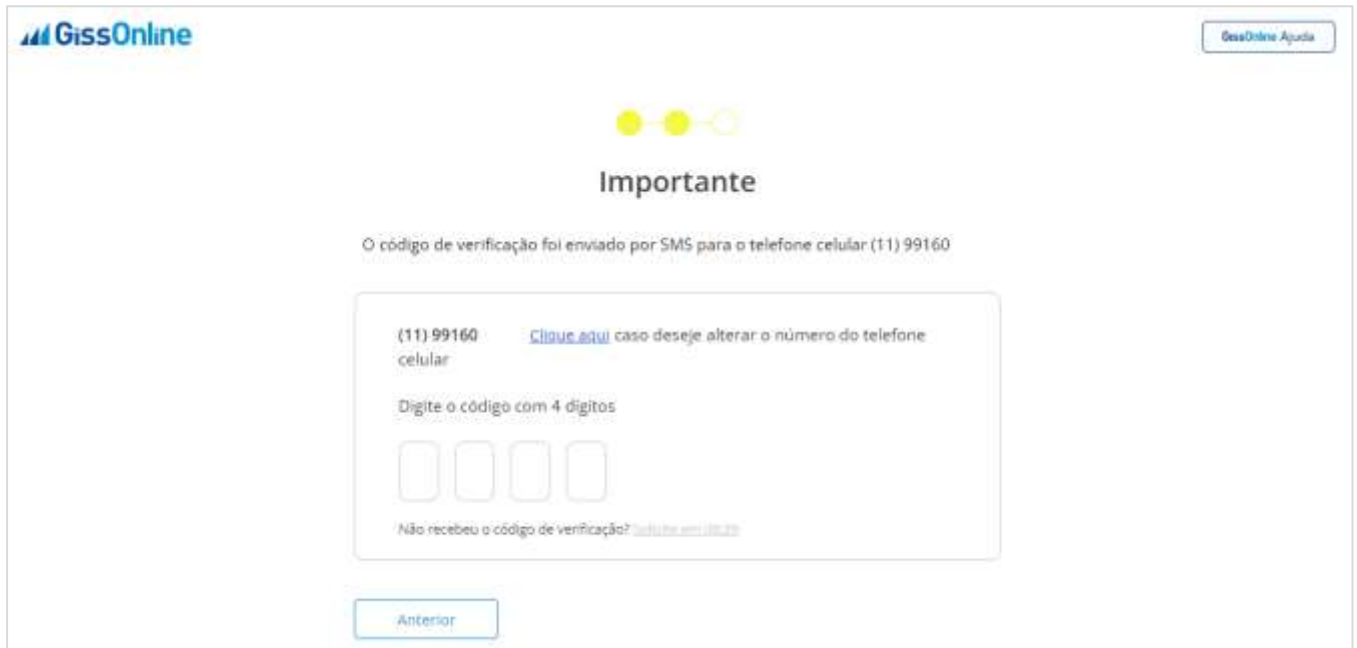 GissOnline
GissOnline Ajuda
Importante
O código de verificação foi enviado por SMS para o telefone celular (11) 99160
(11) 99160 Clique aqui caso deseje alterar o número do telefone
celular
Digite o código com 4 dígitos
Não recebeu o código de verificação?
Anterior